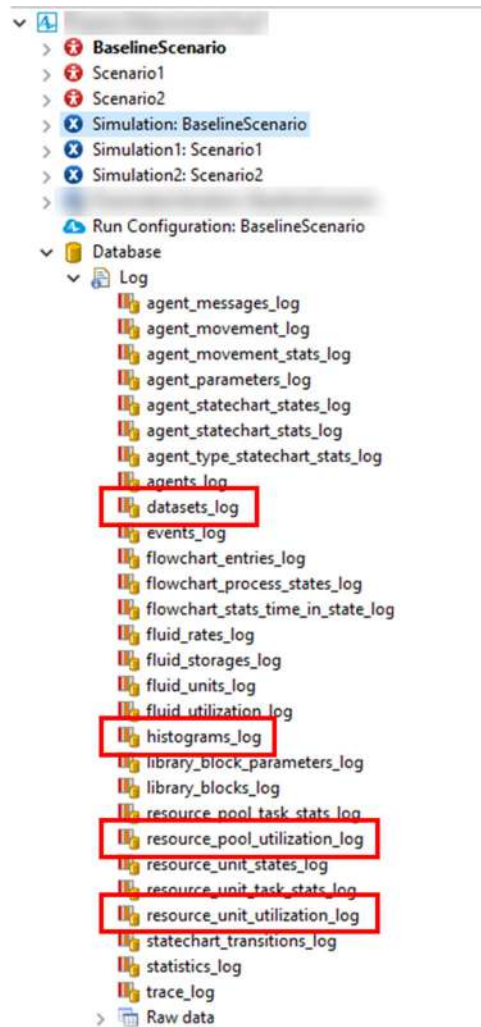 BaselineScenario
Scenario1
Scenario2
Simulation: BaselineScenario
Simulation1: Scenario1
Simulation2: Scenario2
Run Configuration: BaselineScenario
Database
Log
agent_messages_log
agent_movement_log
agent_movement_stats_log
agent_parameters_log
agent_statechart_states_log
agent_statechart_stats_log
agent_type_statechart_stats_log
agents_log
datasets_log
events_log
flowchart_entries_log
flowchart_process_states_log
flowchart_stats_time_in_state_log
fluid_rates_log
fluid_storages_log
fluid_units_log
fluid_utilization_log
histograms_log
library_block_parameters_log
library_blocks_log
resource_pool_task_stats_log
resource_pool_utilization_log
resource_unit_states_log
resource_unit_task_stats_log
resource_unit_utilization_log
statechart_transitions_log
statistics_log
trace_log
Raw data